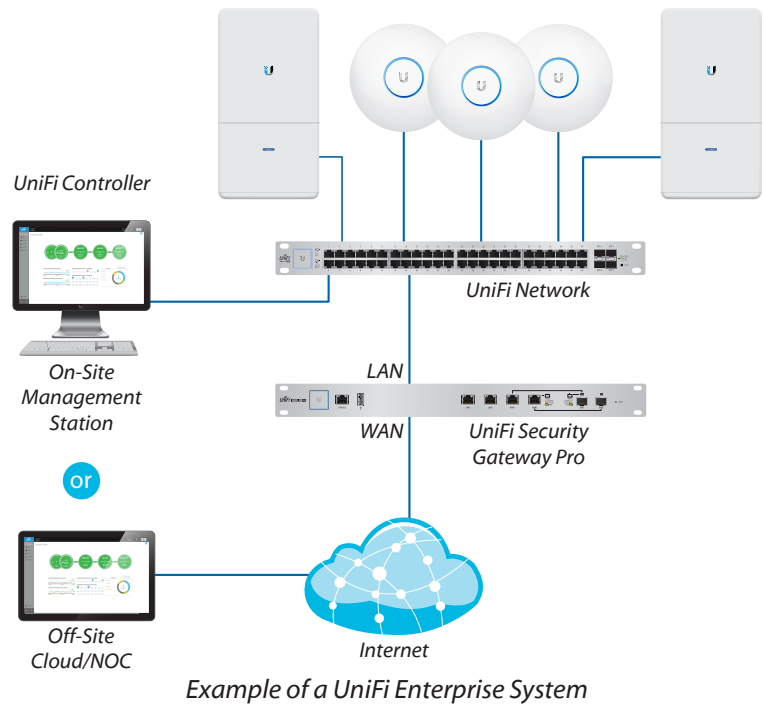 UniFi Controller
UniFi Network
On-Site
Management
Station
LAN
WAN
UniFi Security
Gateway Pro
or
Off-Site
Cloud/NOC
Internet
Example of a UniFi Enterprise System